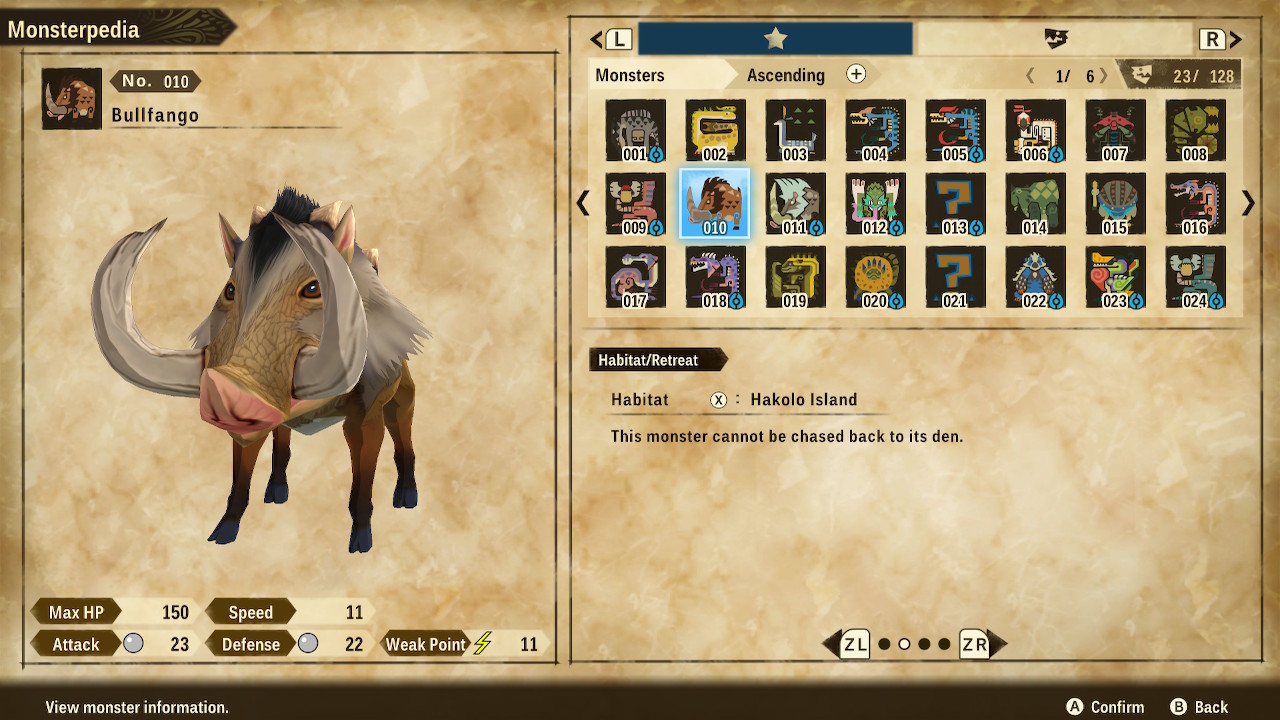 Monsterpedia
No. 010
Bullfango
Max HP 150
Speed 11
Attack 23
Defense 22
Weak Point 11
L
R
Monsters
Ascending
1/ 6
23/ 128
001 002 003 004 005 006 007 008
009 010 011 012 013 014 015 016
017 018 019 020 021 022 023 024
Habitat/Retreat
Habitat X : Hakolo Island
This monster cannot be chased back to its den.
ZL ZR
View monster information.
A Confirm B Back